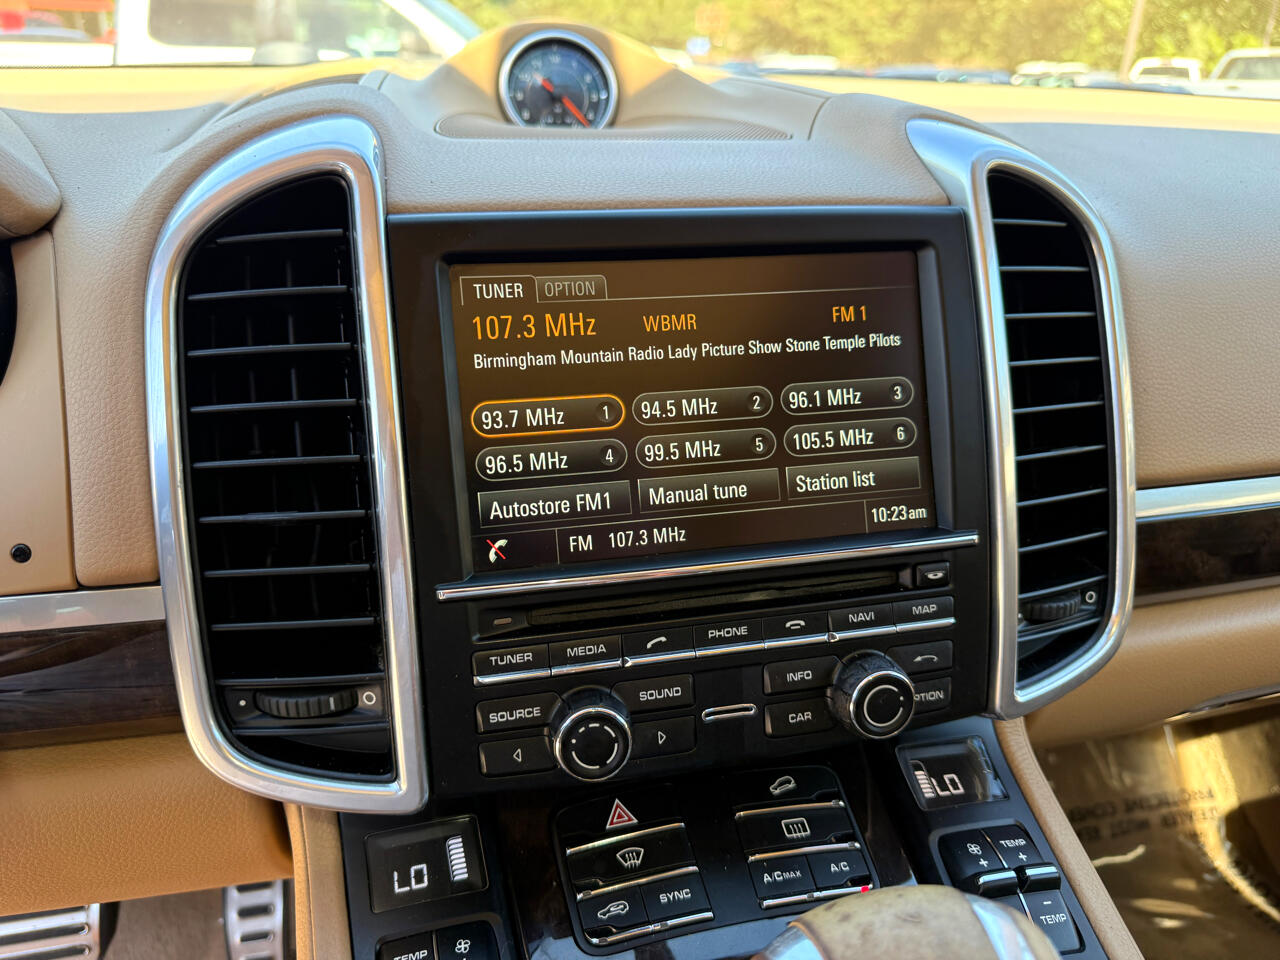 TUNER OPTION
107.3 MHz WBMR FM 1
Birmingham Mountain Radio Lady Picture Show Stone Temple Pilots
93.7 MHz 1 94.5 MHz 2 96.1 MHz 3
96.5 MHz 4 99.5 MHz 5 105.5 MHz 6
Autostore FM1 Manual tune Station list
FM 107.3 MHz 10:23 am
TUNER MEDIA PHONE NAVI MAP
SOURCE SOUND INFO
CAR OPTION
LO
LO
A/C MAX A/C
SYNC
TEMP
TEMP
TEMP